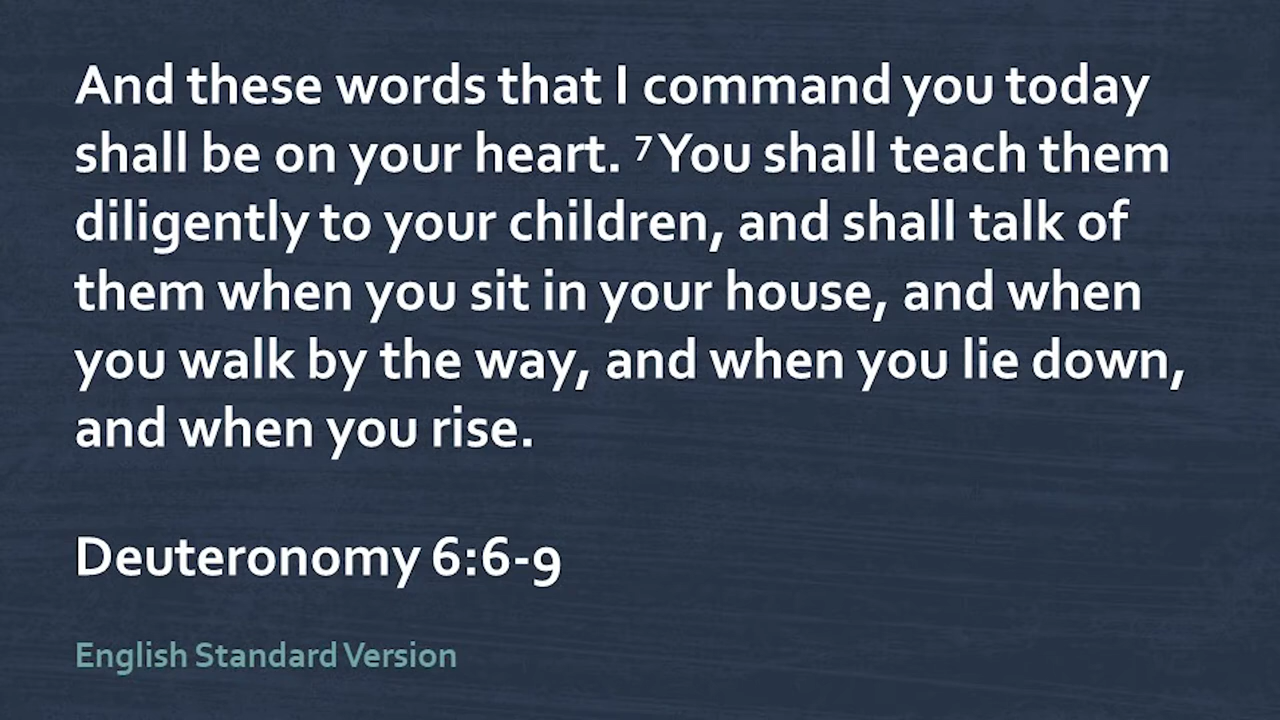 And these words that I command you today
shall be on your heart. ⁷ You shall teach them
diligently to your children, and shall talk of
them when you sit in your house, and when
you walk by the way, and when you lie down,
and when you rise.
Deuteronomy 6:6-9
English Standard Version